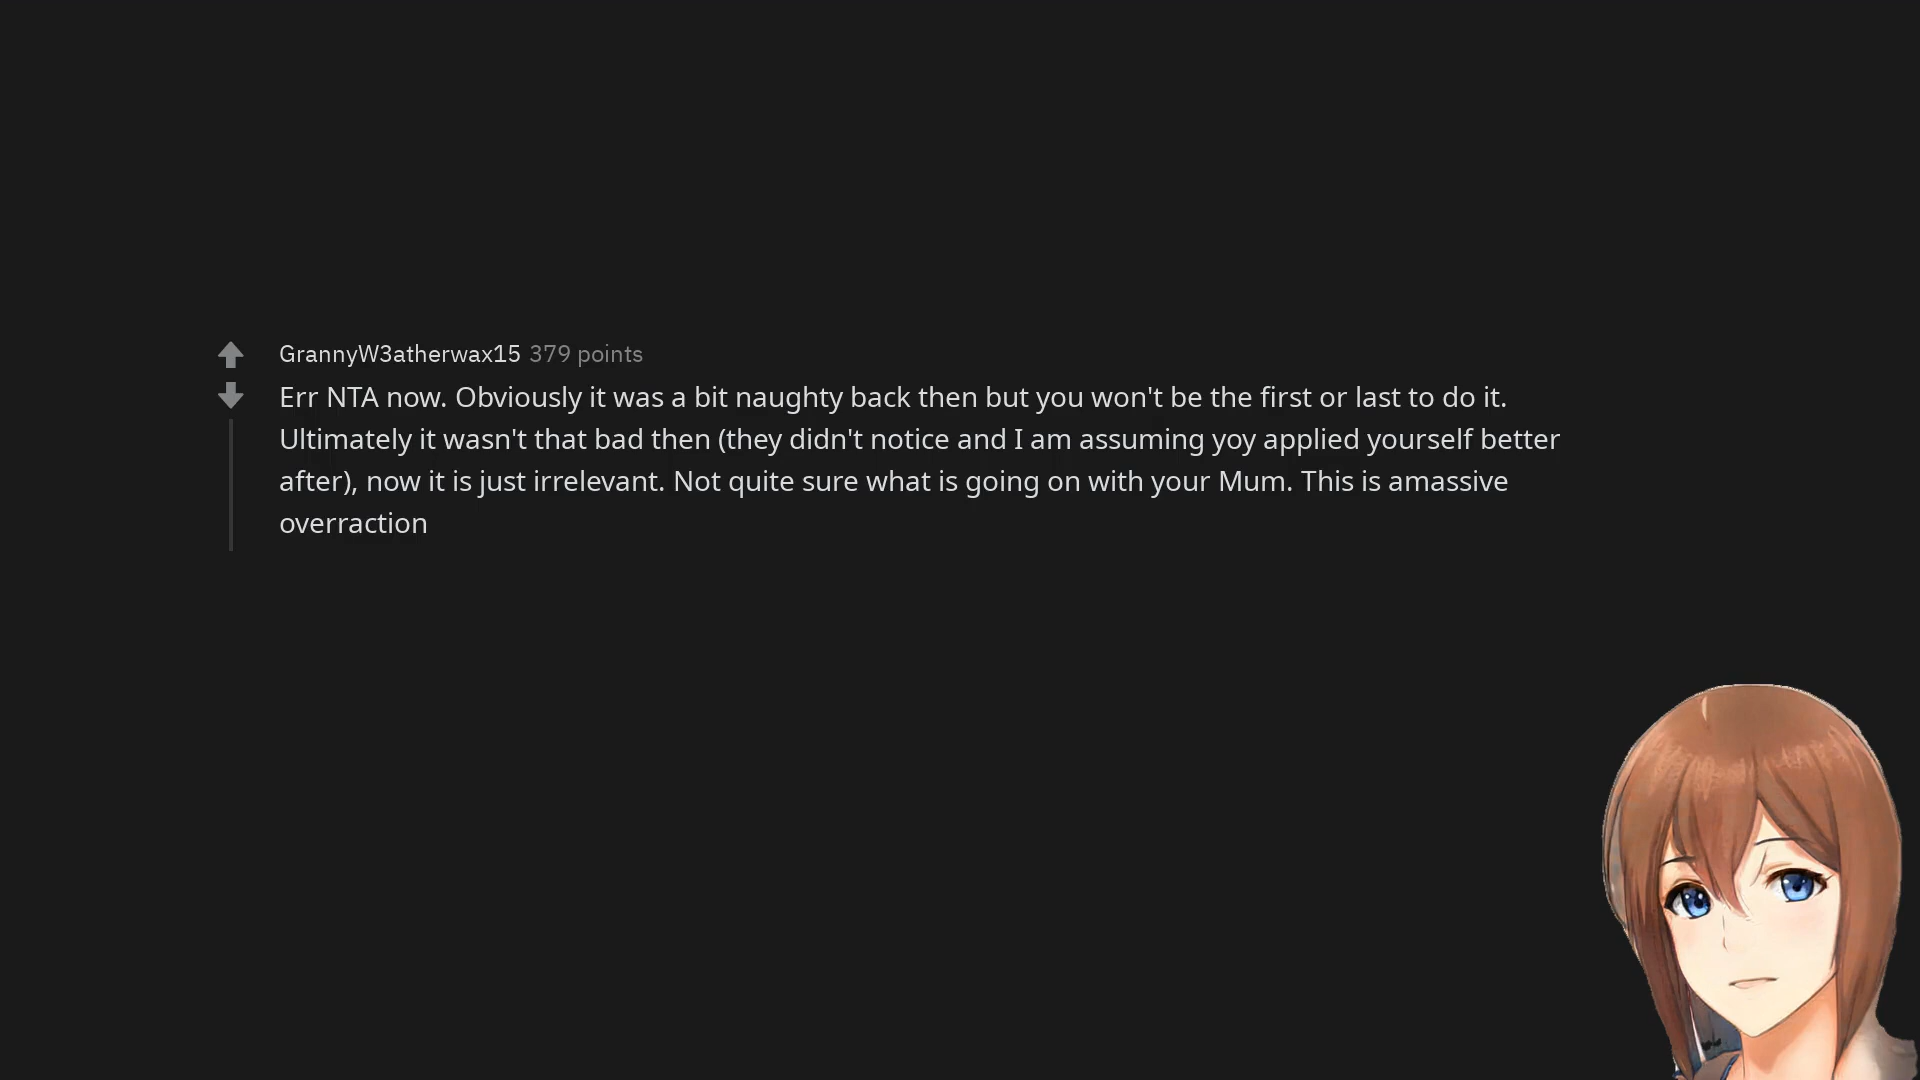 GrannyW3atherwax15 379 points
Err NTA now. Obviously it was a bit naughty back then but you won't be the first or last to do it.
Ultimately it wasn't that bad then (they didn't notice and I am assuming yoy applied yourself better
after), now it is just irrelevant. Not quite sure what is going on with your Mum. This is amassive
overraction